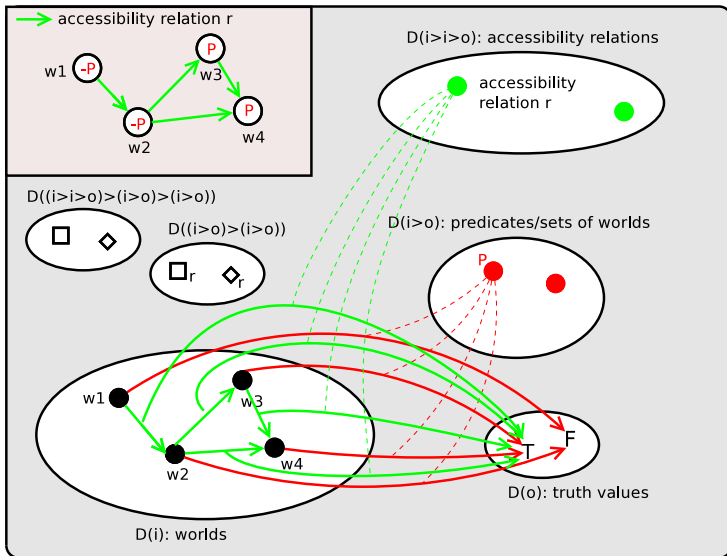 accessibility relation r
-P
P
w1
w3
-P
P
w2
w4
D(i>i>o): accessibility relations
accessibility
relation r
D((i>i>o)>(i>o)>(i>o))
D((i>o)>(i>o))
r
r
D(i>o): predicates/sets of worlds
P
w1
w3
w2
w4
T
F
D(o): truth values
D(i): worlds